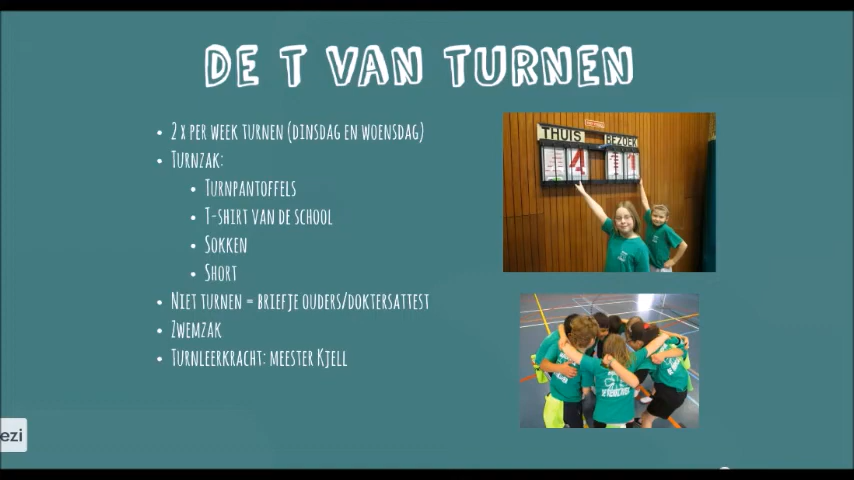 DE T VAN TURNEN
• 2 x per week turnen (dinsdag en woensdag)
• Turnzak:
• Turnpantoffels
• T-shirt van de school
• Sokken
• Short
• Niet turnen = briefje ouders/doktersattest
• Zwemzak
• Turnleerkracht: meester Kjell
THUIS
BEZOEK
4
ezi